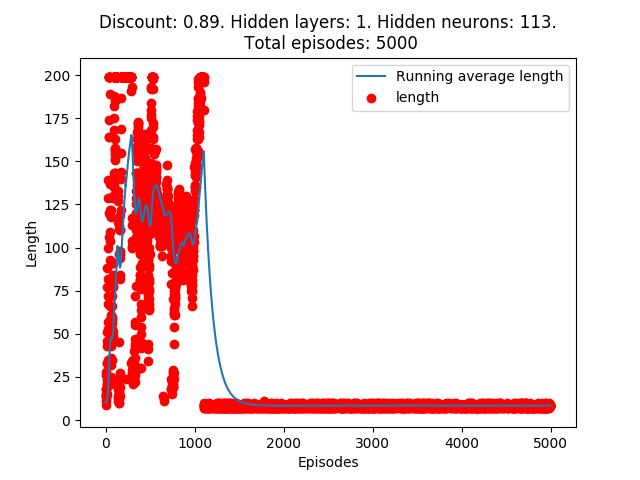 Discount: 0.89. Hidden layers: 1. Hidden neurons: 113.
Total episodes: 5000
Running average length
length
200
175
150
125
100
75
50
25
0
Length
0 1000 2000 3000 4000 5000
Episodes